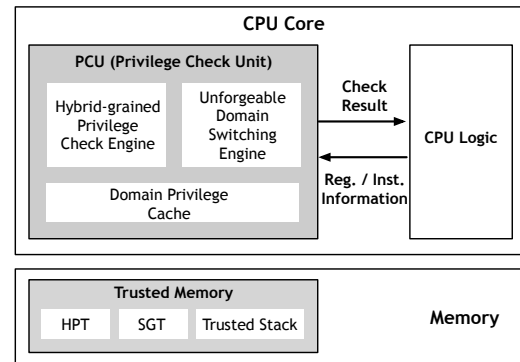 CPU Core
PCU (Privilege Check Unit)
Hybrid-grained
Privilege
Check Engine
Unforgeable
Domain
Switching
Engine
Domain Privilege
Cache
Check
Result
Reg. / Inst.
Information
CPU Logic
Trusted Memory
HPT
SGT
Trusted Stack
Memory